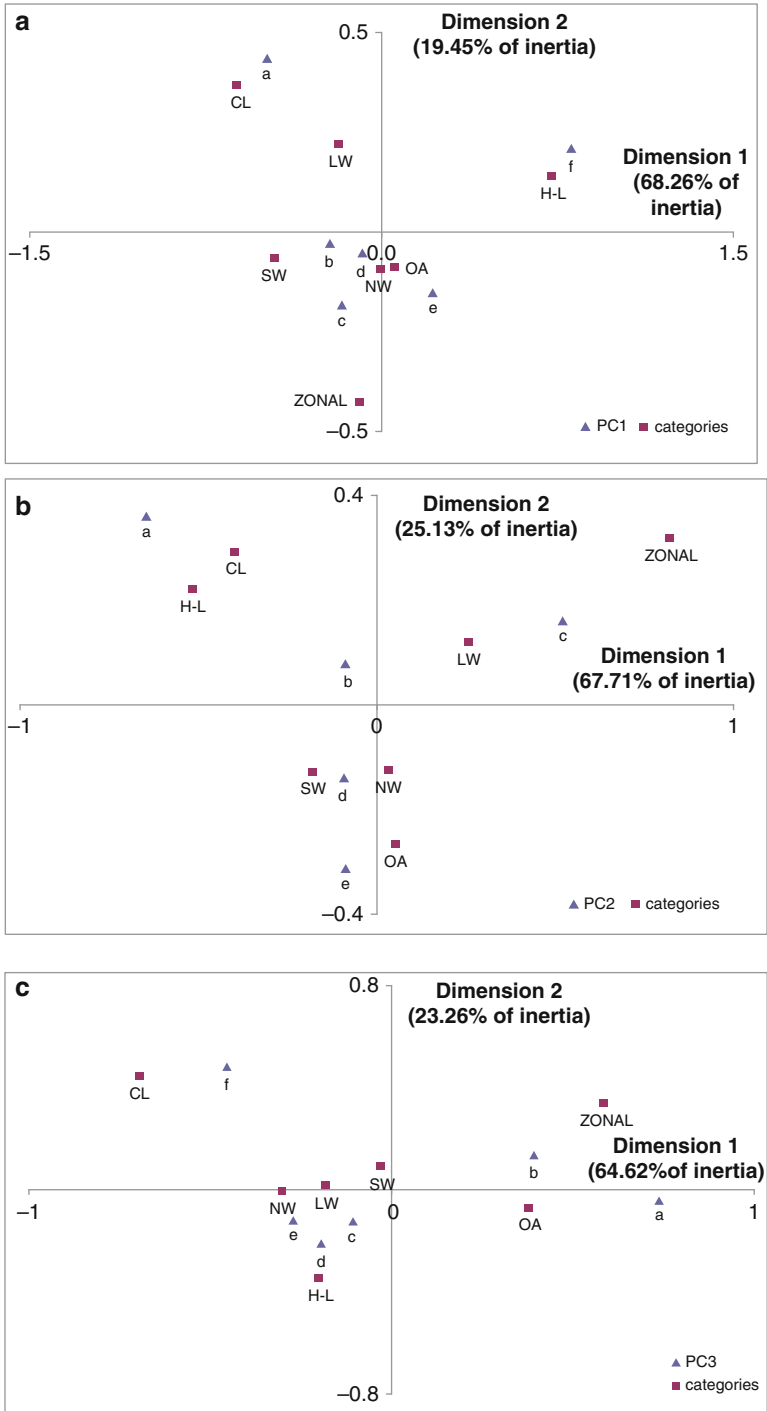 a
Dimension 2
(19.45% of inertia)
0.5
a
CL
LW
f
H-L
Dimension 1
(68.26% of
inertia)
−1.5
0.0
1.5
b
d
SW
NW
OA
c
e
ZONAL
−0.5
PC1
categories
b
0.4
Dimension 2
(25.13% of inertia)
a
CL
H-L
ZONAL
c
LW
b
Dimension 1
(67.71% of inertia)
−1
0
1
SW
d
NW
OA
e
−0.4
PC2
categories
c
0.8
Dimension 2
(23.26% of inertia)
CL
f
ZONAL
Dimension 1
(64.62%of inertia)
b
SW
−1
NW
LW
0
OA
a
1
e
c
d
H-L
PC3
categories
−0.8